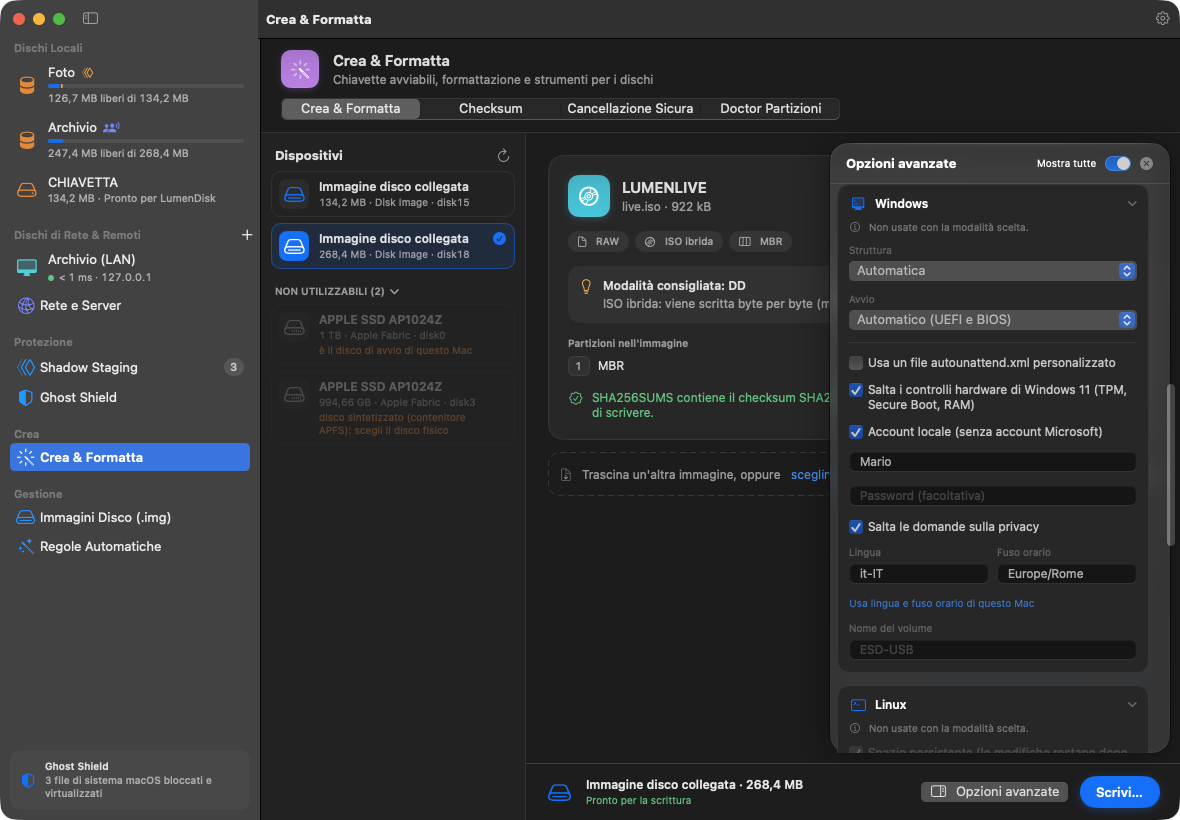 Crea & Formatta
Dischi Locali
Foto
126,7 MB liberi di 134,2 MB
Archivio
247,4 MB liberi di 268,4 MB
CHIAVETTA
134,2 MB · Pronto per LumenDisk
Dischi di Rete & Remoti
Archivio (LAN)
< 1 ms · 127.0.0.1
Rete e Server
Protezione
Shadow Staging
3
Ghost Shield
Crea
Crea & Formatta
Gestione
Immagini Disco (.img)
Regole Automatiche
Ghost Shield
3 file di sistema macOS bloccati e
virtualizzati
Crea & Formatta
Chiavette avviabili, formattazione e strumenti per i dischi
Crea & Formatta
Checksum
Cancellazione Sicura
Doctor Partizioni
Dispositivi
Immagine disco collegata
134,2 MB · Disk Image · disk15
Immagine disco collegata
268,4 MB · Disk Image · disk18
NON UTILIZZABILI (2)
APPLE SSD AP1024Z
1 TB · Apple Fabric · disk0
è il disco di avvio di questo Mac
APPLE SSD AP1024Z
994,66 GB · Apple Fabric · disk3
disco sintetizzato (contenitore
APFS): scegli il disco fisico
LUMENLIVE
live.iso · 922 kB
RAW
ISO ibrida
MBR
Modalità consigliata: DD
ISO ibrida: viene scritta byte per byte (m
Partizioni nell'immagine
1
MBR
SHA256SUMS contiene il checksum SHA2
di scrivere.
Trascina un'altra immagine, oppure
sceglin
Opzioni avanzate
Mostra tutte
Windows
Non usate con la modalità scelta.
Struttura
Automatica
Avvio
Automatico (UEFI e BIOS)
Usa un file autounattend.xml personalizzato
Salta i controlli hardware di Windows 11 (TPM,
Secure Boot, RAM)
Account locale (senza account Microsoft)
Mario
Password (facoltativa)
Salta le domande sulla privacy
Lingua
Fuso orario
it-IT
Europe/Rome
Usa lingua e fuso orario di questo Mac
Nome del volume
ESD-USB
Linux
Non usate con la modalità scelta.
Spazio persistente (le modifiche restano dopo
Immagine disco collegata · 268,4 MB
Pronto per la scrittura
Opzioni avanzate
Scrivi...